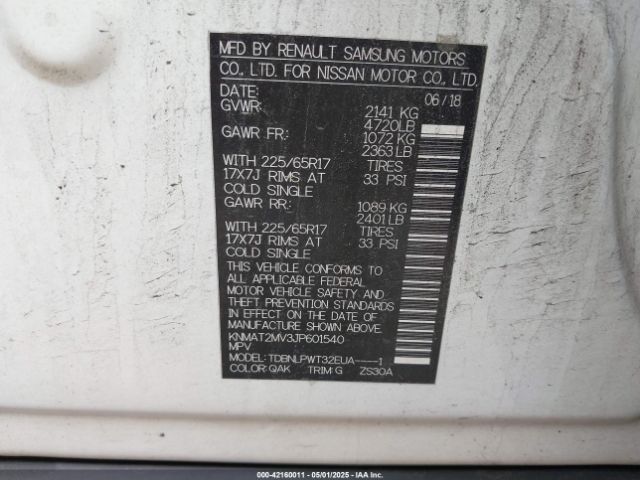 MFD BY RENAULT SAMSUNG MOTORS
CO., LTD. FOR NISSAN MOTOR CO., LTD.
DATE: 06/18
GVWR: 2141 KG
4720LB
GAWR FR: 1072 KG
2363LB
WITH 225/65R17 TIRES
17X7J RIMS AT 33 PSI
COLD SINGLE
GAWR RR: 1089 KG
2401LB
WITH 225/65R17 TIRES
17X7J RIMS AT 33 PSI
COLD SINGLE
THIS VEHICLE CONFORMS TO
ALL APPLICABLE FEDERAL
MOTOR VEHICLE SAFETY AND
THEFT PREVENTION STANDARDS
IN EFFECT ON THE DATE OF
MANUFACTURE SHOWN ABOVE.
KNMAT2MV3JP601540
MPV
MODEL: TDBNLPWT32EUA----1
COLOR: QAK TRIM: G ZS30A
000-42160011 - 05/01/2025 - IAA Inc.